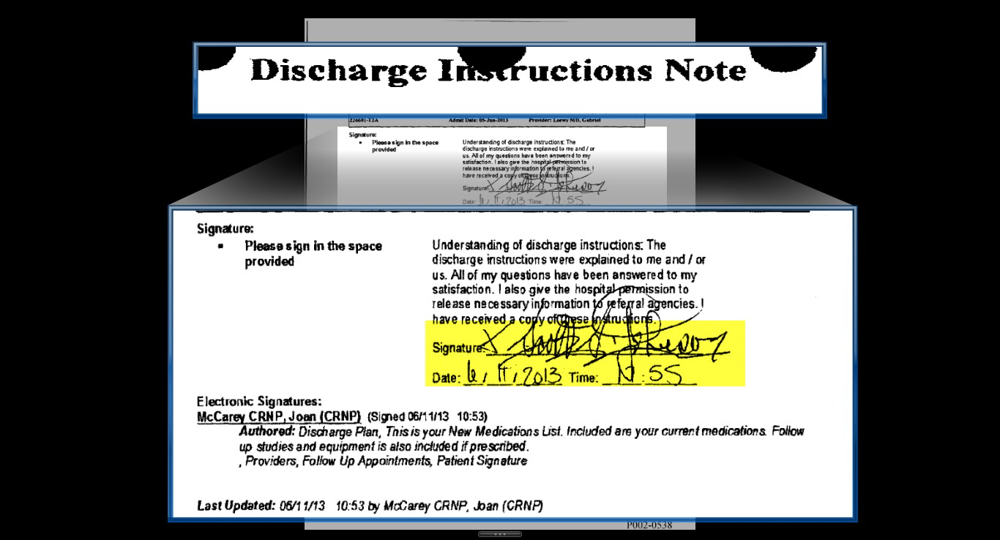 Discharge Instructions Note
226601-T2A Admit Date: 05-Jun-2013 Provider: Loewy MD, Gabriel
Signature:
▪ Please sign in the space
provided
Understanding of discharge instructions: The
discharge instructions were explained to me and / or
us. All of my questions have been answered to my
satisfaction. I also give the hospital permission to
release necessary information to referral agencies. I
have received a copy of these instructions.
Signature: X
Date: 6/11/2013 Time: :55
Signature:
▪ Please sign in the space
provided
Understanding of discharge instructions: The
discharge instructions were explained to me and / or
us. All of my questions have been answered to my
satisfaction. I also give the hospital permission to
release necessary information to referral agencies. I
have received a copy of these instructions.
Signature: X
Date: 6/11/2013 Time: :55
Electronic Signatures:
McCarey CRNP, Joan (CRNP) (Signed 06/11/13 10:53)
Authored: Discharge Plan, This is your New Medications List. Included are your current medications. Follow
up studies and equipment is also included if prescribed.
, Providers, Follow Up Appointments, Patient Signature
Last Updated: 06/11/13 10:53 by McCarey CRNP, Joan (CRNP)
P002-0538